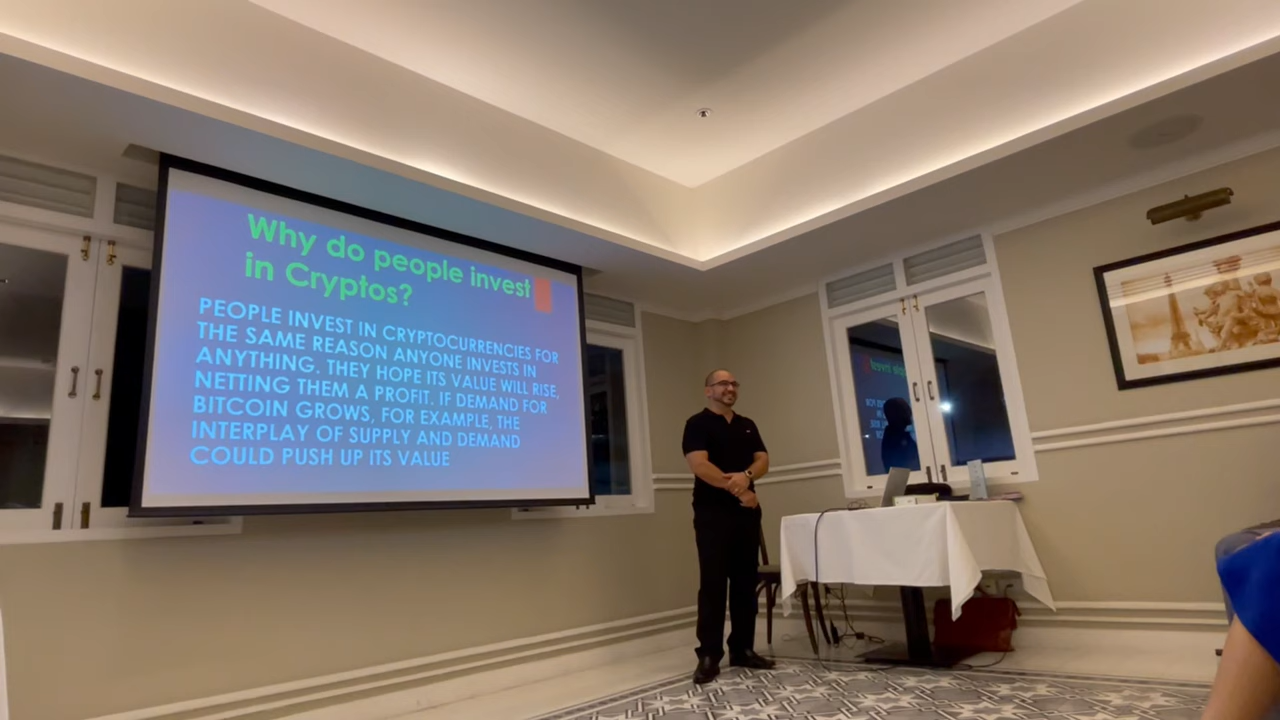 Why do people invest
in Cryptos?
PEOPLE INVEST IN CRYPTOCURRENCIES FOR
THE SAME REASON ANYONE INVESTS IN
ANYTHING. THEY HOPE ITS VALUE WILL RISE,
NETTING THEM A PROFIT. IF DEMAND FOR
BITCOIN GROWS, FOR EXAMPLE, THE
INTERPLAY OF SUPPLY AND DEMAND
COULD PUSH UP ITS VALUE